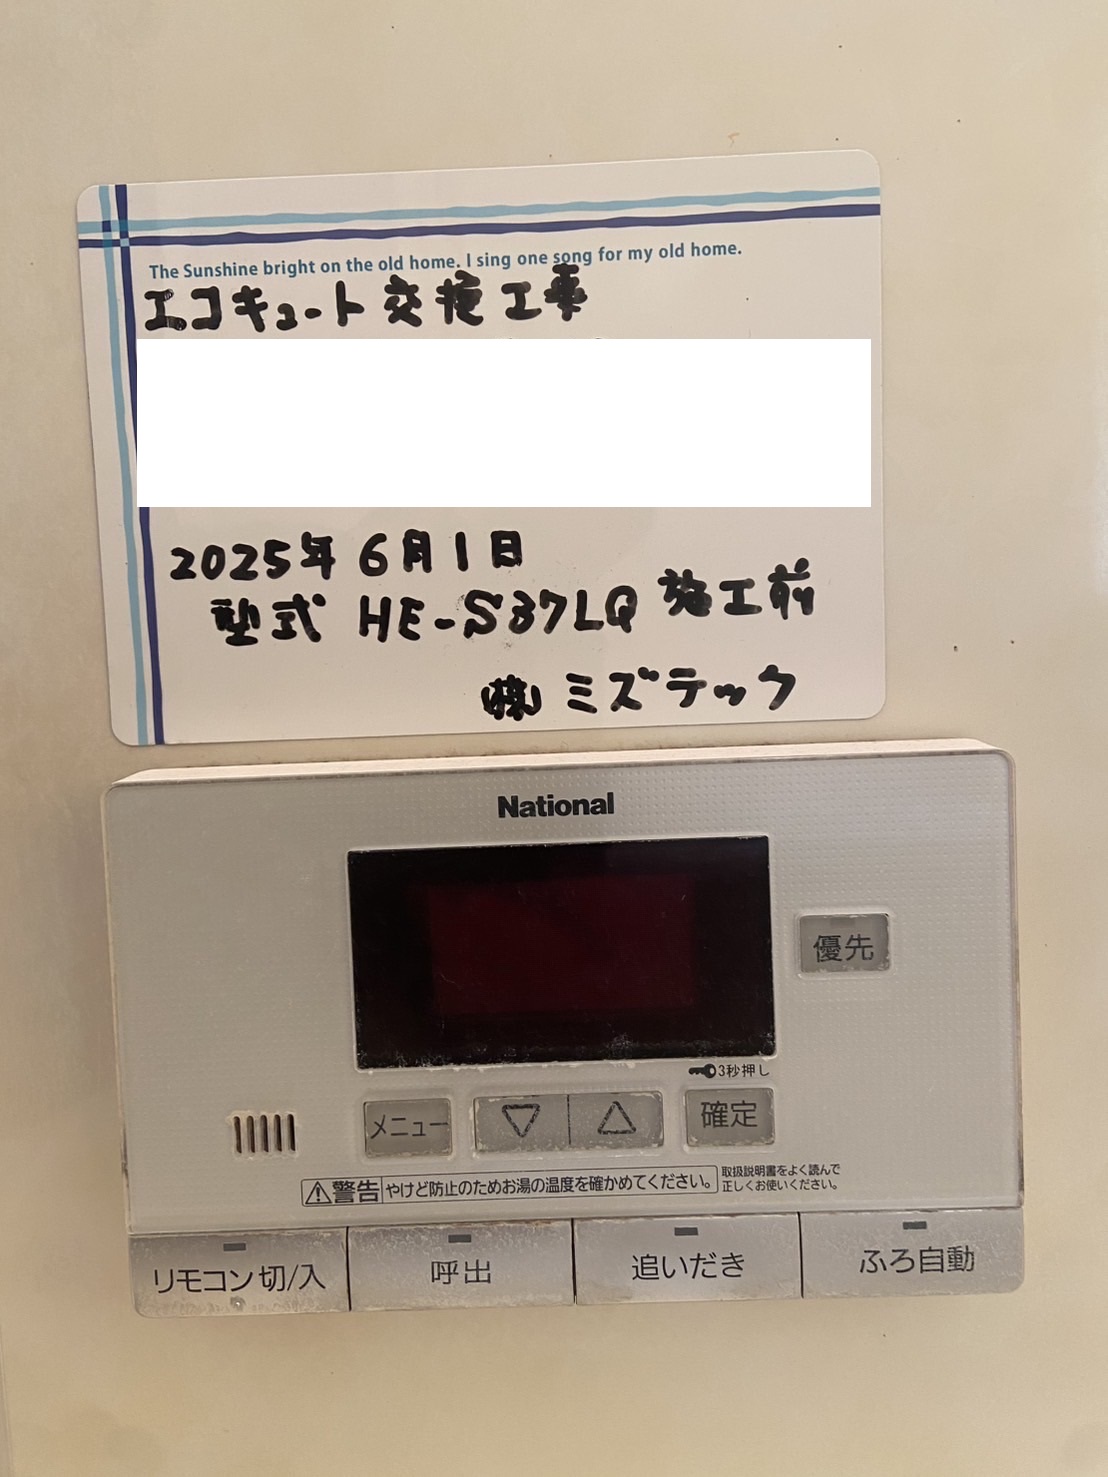 The Sunshine bright on the old home. I sing one song for my old home.
エコキュート交換工事
2025年6月1日
型式 HE-S37LQ 施工前
㈱ミズテック
National
優先
3秒押し
メニュー ▽ △ 確定
⚠警告 やけど防止のためお湯の温度を確かめてください。
取扱説明書をよく読んで
正しくお使いください。
リモコン切/入 呼出 追いだき ふろ自動